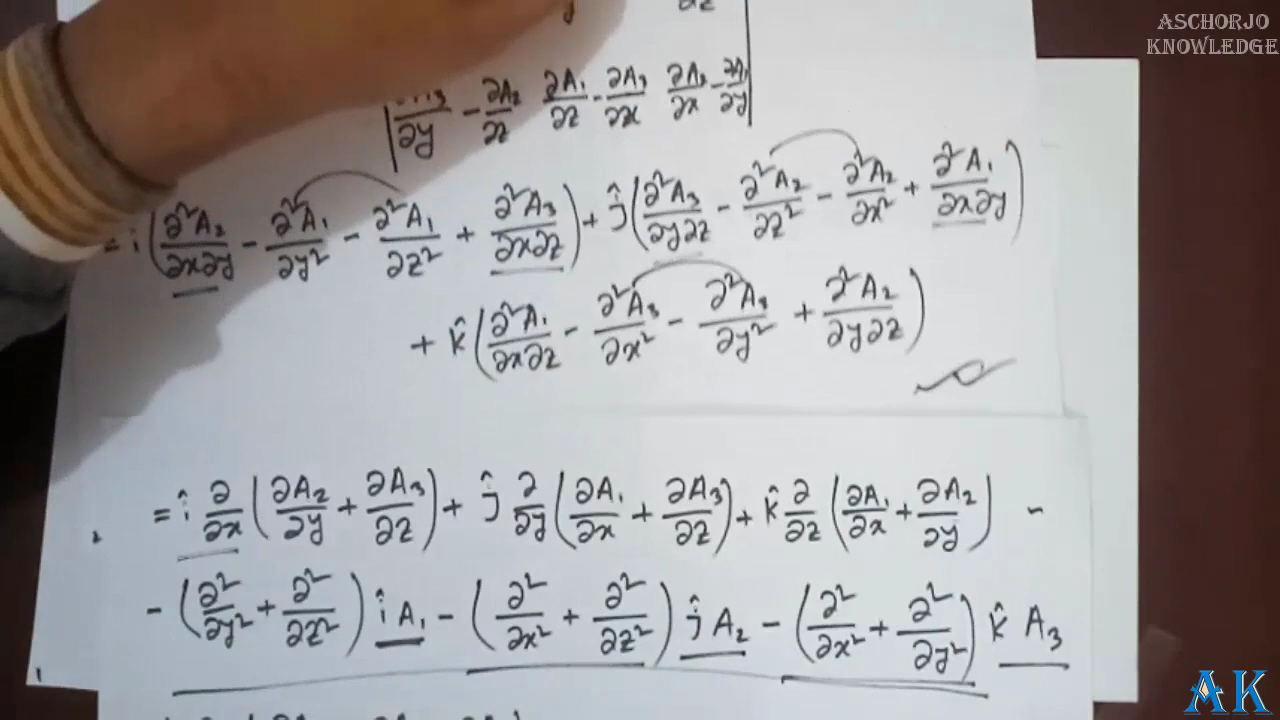 ASCHORJO
KNOWLEDGE
∂z
∂y - ∂A₂/∂z ∂A₁/∂z - ∂A₃/∂x ∂A₂/∂x - ∂A₁/∂y |
= î (∂²A₂/∂x∂y - ∂²A₁/∂y² - ∂²A₁/∂z² + ∂²A₃/∂x∂z) + ĵ (∂²A₃/∂y∂z - ∂²A₂/∂z² - ∂²A₂/∂x² + ∂²A₁/∂x∂y)
+ k̂ (∂²A₁/∂x∂z - ∂²A₃/∂x² - ∂²A₃/∂y² + ∂²A₂/∂y∂z)
= î ∂/∂x (∂A₂/∂y + ∂A₃/∂z) + ĵ ∂/∂y (∂A₁/∂x + ∂A₃/∂z) + k̂ ∂/∂z (∂A₁/∂x + ∂A₂/∂y) -
- (∂²/∂y² + ∂²/∂z²) î A₁ - (∂²/∂x² + ∂²/∂z²) ĵ A₂ - (∂²/∂x² + ∂²/∂y²) k̂ A₃
AK